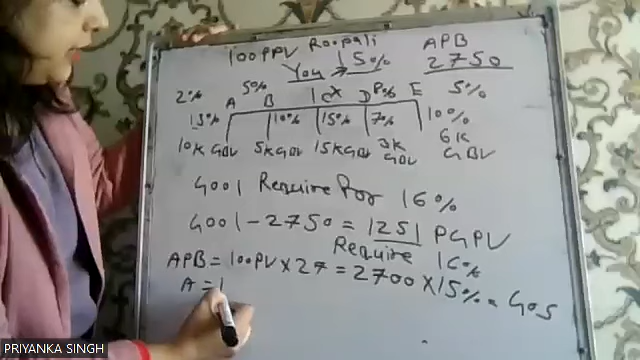 100PPV Roopali APB
You → 15% 2750
2% 5% 1CX D P% E 5%
A B
13% 10% 15% 7% 10%
10K GBV 5K GBV 15K GBV 3K GBV 6K GBV
4001 Require for 16%
4001 - 2750 = 1251 PGPV
Require 16%
APB = 100PV × 27 = 2700 × 15% = 405
A = 1
PRIYANKA SINGH